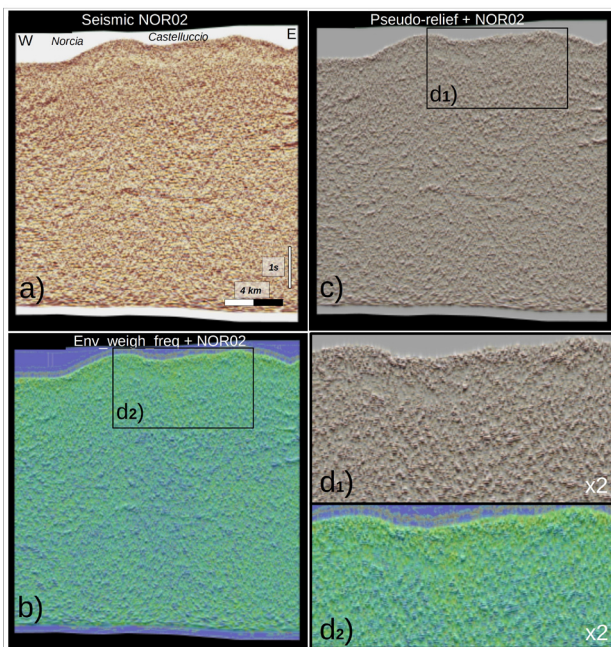 Seismic NOR02
W Norcia Castelluccio E
1s
4 km
a)
Pseudo-relief + NOR02
d1)
c)
Env_weigh_freq + NOR02
d2)
b)
d1) x2
d2) x2